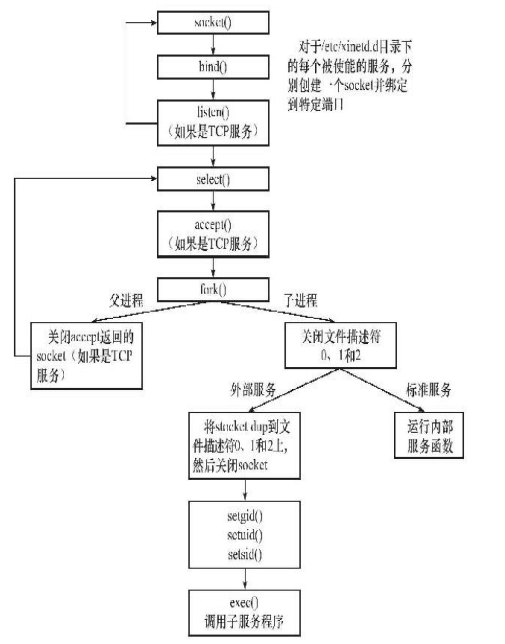 socket()
对于/etc/xinetd.d目录下
的每个被使能的服务，分
别创建一个socket并绑定
到特定端口
bind()
listen()
（如果是TCP服务）
select()
accept()
（如果是TCP服务）
fork()
父进程
子进程
关闭accept返回的
socket（如果是TCP
服务）
关闭文件描述符
0、1和2
外部服务
标准服务
将stocket dup到文
件描述符0、1和2上，
然后关闭socket
运行内部
服务函数
setgid()
setuid()
setsid()
exec()
调用子服务程序